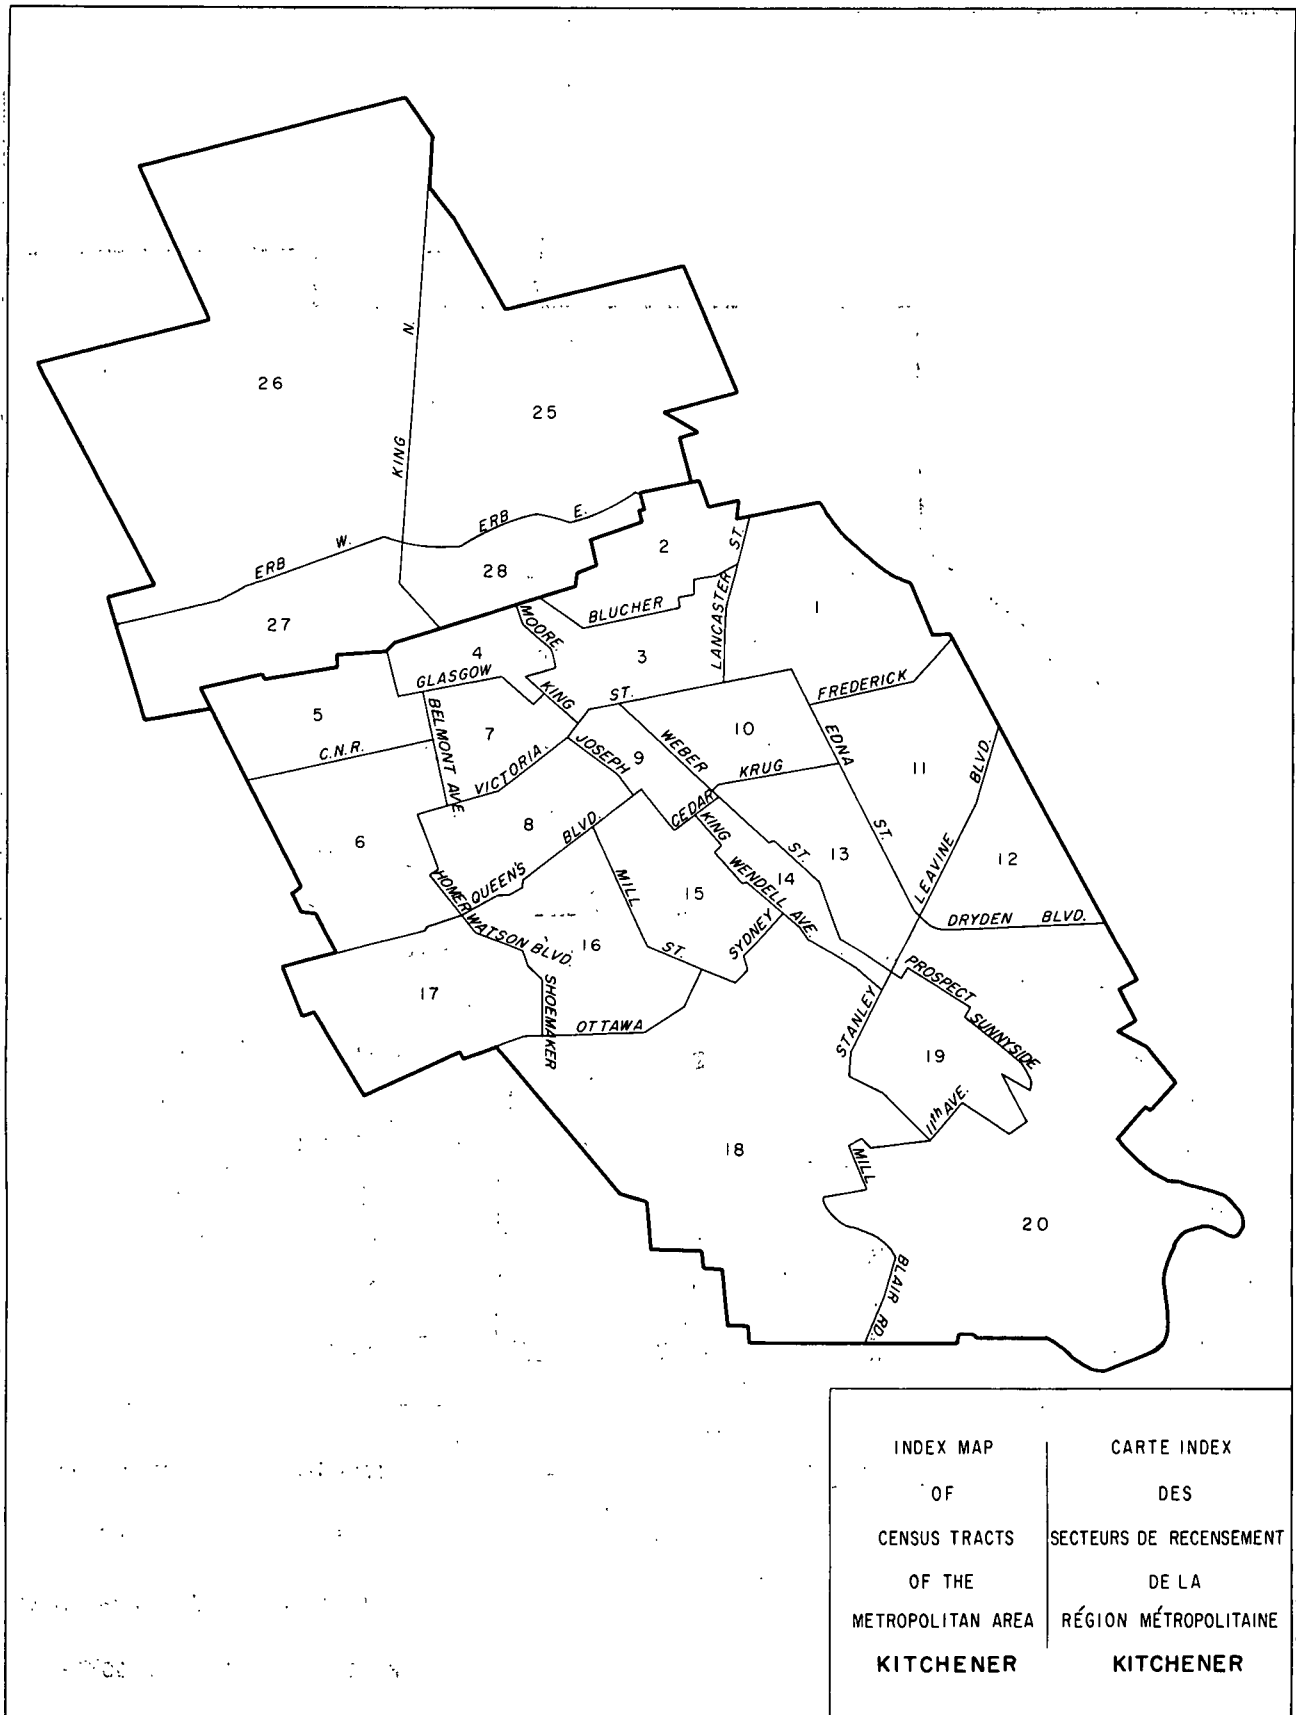 26
KING N.
25
ERB W.
ERB E.
28
27
2
LANCASTER ST.
BLUCHER
1
MOORE
4
3
GLASGOW
KING
ST.
FREDERICK
5
C.N.R.
BELMONT AVE.
7
VICTORIA.
JOSEPH
9
WEBER
10
KRUG
EDNA
ST.
11
LEAVINE BLVD.
12
6
8
QUEEN'S BLVD.
CEDAR
KING
ST.
13
14
WENDELL AVE.
MILL
ST.
15
SYDNEY
DRYDEN BLVD.
HOMER WATSON BLVD.
16
17
SHOEMAKER
OTTAWA
STANLEY
PROSPECT
SUNNYSIDE
19
11th AVE.
18
MILL
20
BLAIR RD.
INDEX MAP
OF
CENSUS TRACTS
OF THE
METROPOLITAN AREA
KITCHENER
CARTE INDEX
DES
SECTEURS DE RECENSEMENT
DE LA
RÉGION MÉTROPOLITAINE
KITCHENER